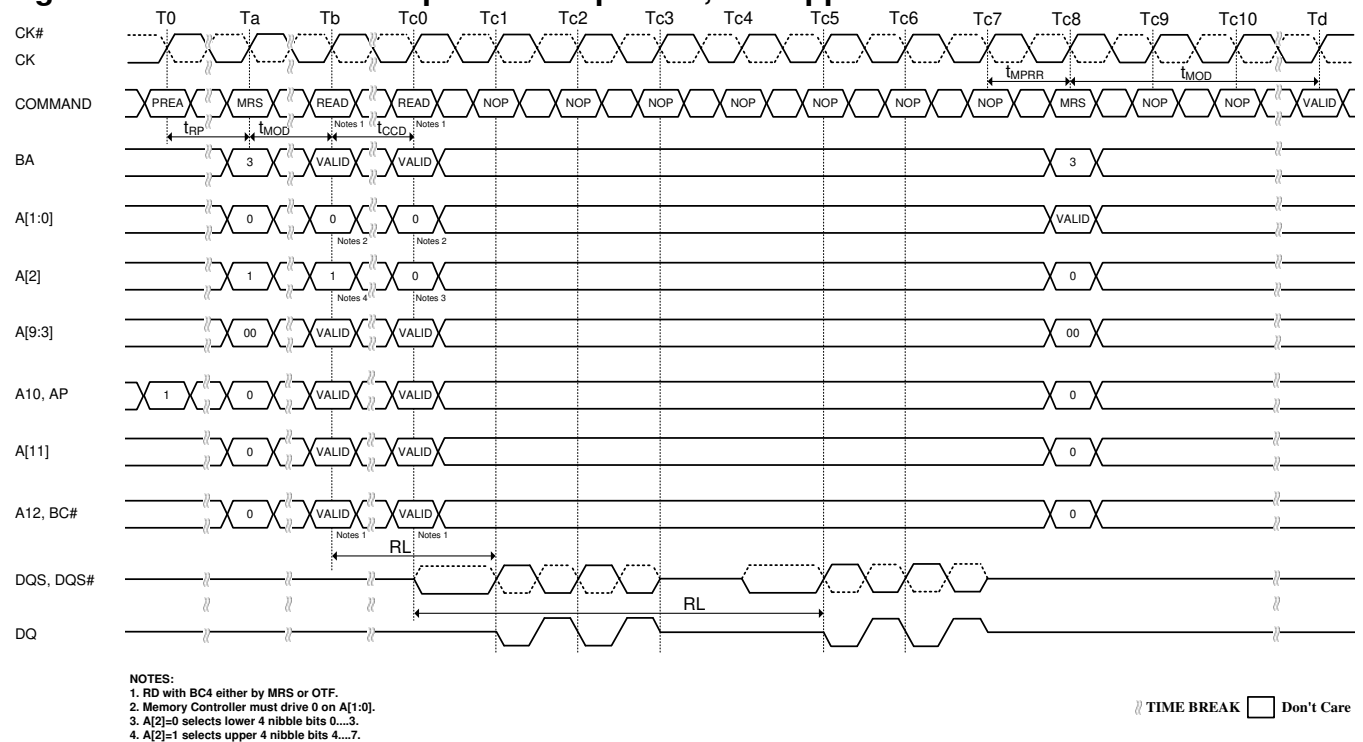 T0 Ta Tb Tc0 Tc1 Tc2 Tc3 Tc4 Tc5 Tc6 Tc7 Tc8 Tc9 Tc10 Td
CK#
CK
tMPRR tMOD
COMMAND PREA MRS READ READ NOP NOP NOP NOP NOP NOP NOP MRS NOP NOP VALID
Notes 1 Notes 1
tRP tMOD tCCD
BA 3 VALID VALID 3
A[1:0] 0 0 0 VALID
Notes 2 Notes 2
A[2] 1 1 0 0
Notes 4 Notes 3
A[9:3] 00 VALID VALID 00
A10, AP 1 0 VALID VALID 0
A[11] 0 VALID VALID 0
A12, BC# 0 VALID VALID 0
Notes 1 Notes 1
RL
DQS, DQS#
RL
DQ
NOTES:
1. RD with BC4 either by MRS or OTF.
2. Memory Controller must drive 0 on A[1:0].
3. A[2]=0 selects lower 4 nibble bits 0....3.
4. A[2]=1 selects upper 4 nibble bits 4....7.
TIME BREAK Don't Care